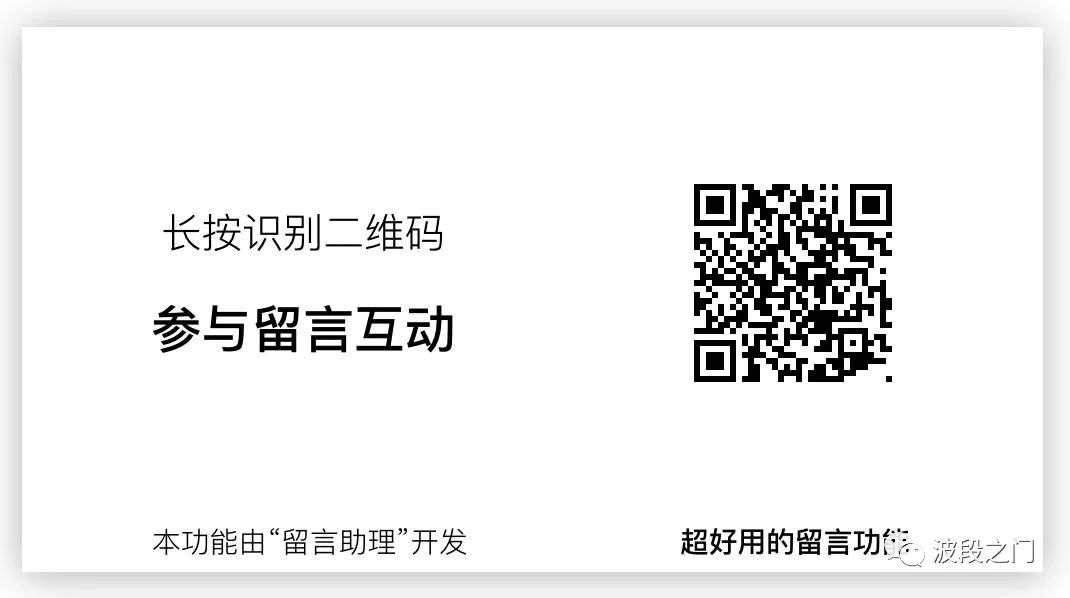 长按识别二维码
参与留言互动
本功能由“留言助理”开发
超好用的留言功能
波段之门